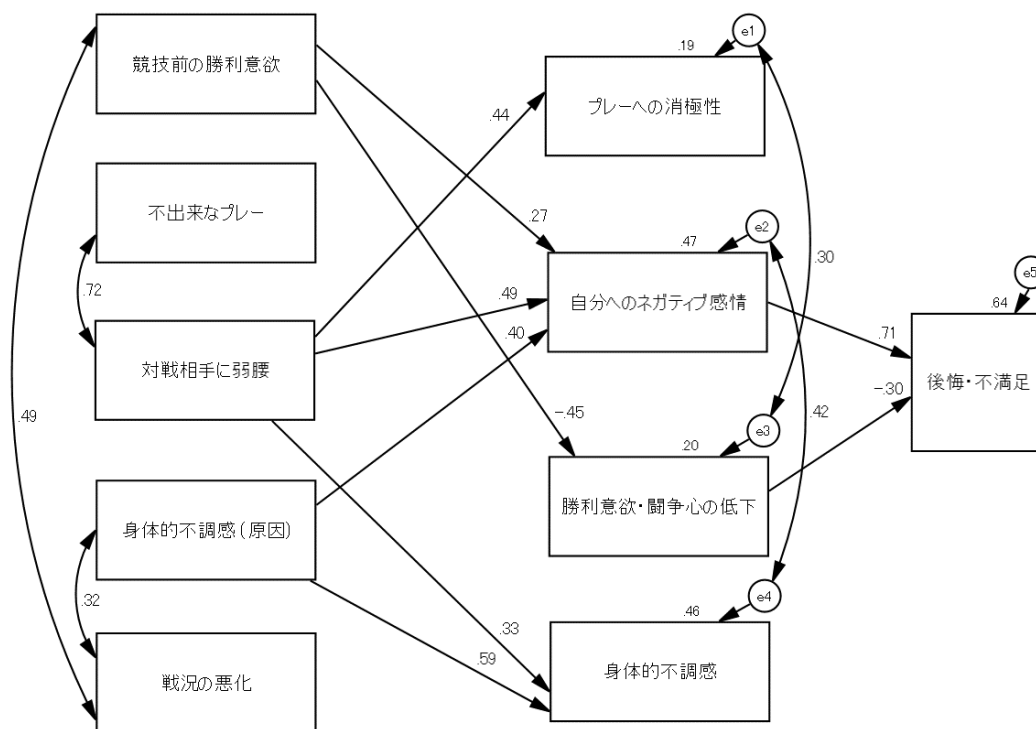 競技前の勝利意欲
不出来なプレー
対戦相手に弱腰
身体的不調感(原因)
戦況の悪化
.49
.72
.32
.44
.27
.49
.40
-.45
.33
.59
.19
e1
プレーへの消極性
.47
e2
自分へのネガティブ感情
.20
e3
勝利意欲・闘争心の低下
.46
e4
身体的不調感
.30
.42
.71
-.30
.64
e5
後悔・不満足